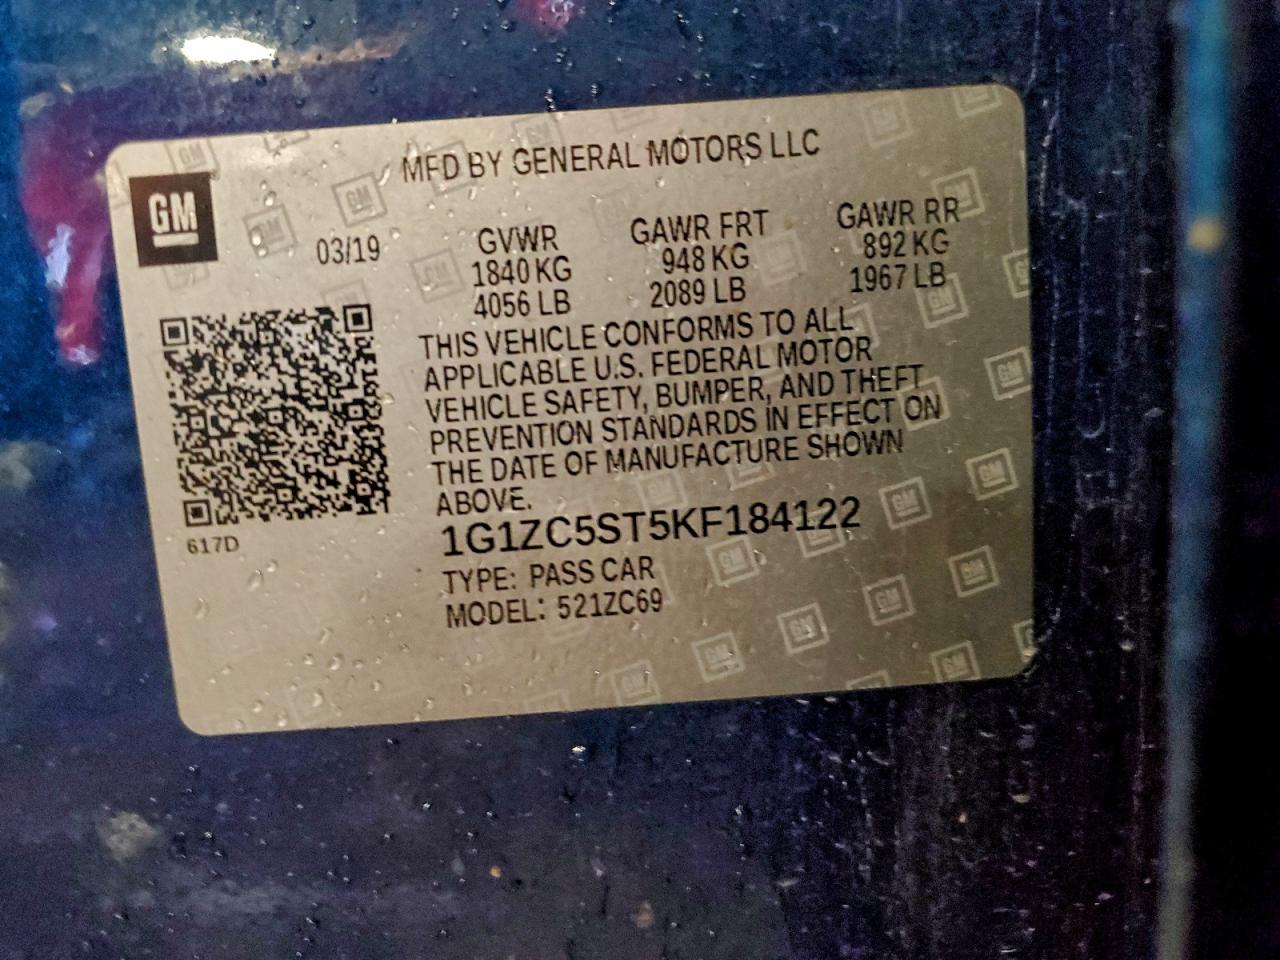 MFD BY GENERAL MOTORS LLC
GM
03/19
GVWR GAWR FRT GAWR RR
1840 KG 948 KG 892 KG
4056 LB 2089 LB 1967 LB
THIS VEHICLE CONFORMS TO ALL
APPLICABLE U.S. FEDERAL MOTOR
VEHICLE SAFETY, BUMPER, AND THEFT
PREVENTION STANDARDS IN EFFECT ON
THE DATE OF MANUFACTURE SHOWN
ABOVE.
617D
1G1ZC5ST5KF184122
TYPE: PASS CAR
MODEL: 521ZC69